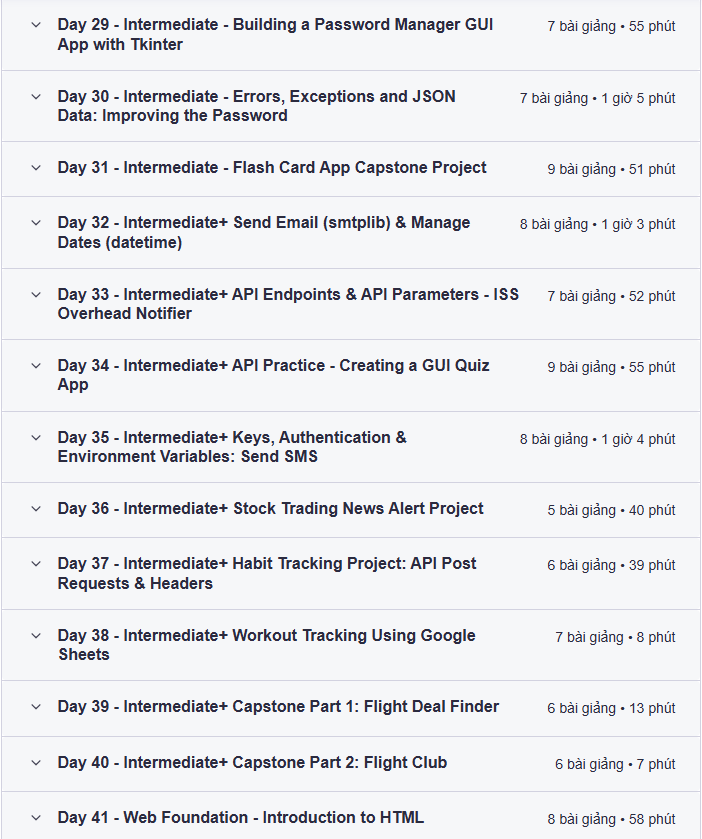 Day 29 - Intermediate - Building a Password Manager GUI 7 bài giảng • 55 phút
App with Tkinter
Day 30 - Intermediate - Errors, Exceptions and JSON 7 bài giảng • 1 giờ 5 phút
Data: Improving the Password
Day 31 - Intermediate - Flash Card App Capstone Project 9 bài giảng • 51 phút
Day 32 - Intermediate+ Send Email (smtplib) & Manage 8 bài giảng • 1 giờ 3 phút
Dates (datetime)
Day 33 - Intermediate+ API Endpoints & API Parameters - ISS 7 bài giảng • 52 phút
Overhead Notifier
Day 34 - Intermediate+ API Practice - Creating a GUI Quiz 9 bài giảng • 55 phút
App
Day 35 - Intermediate+ Keys, Authentication & 8 bài giảng • 1 giờ 4 phút
Environment Variables: Send SMS
Day 36 - Intermediate+ Stock Trading News Alert Project 5 bài giảng • 40 phút
Day 37 - Intermediate+ Habit Tracking Project: API Post 6 bài giảng • 39 phút
Requests & Headers
Day 38 - Intermediate+ Workout Tracking Using Google 7 bài giảng • 8 phút
Sheets
Day 39 - Intermediate+ Capstone Part 1: Flight Deal Finder 6 bài giảng • 13 phút
Day 40 - Intermediate+ Capstone Part 2: Flight Club 6 bài giảng • 7 phút
Day 41 - Web Foundation - Introduction to HTML 8 bài giảng • 58 phút